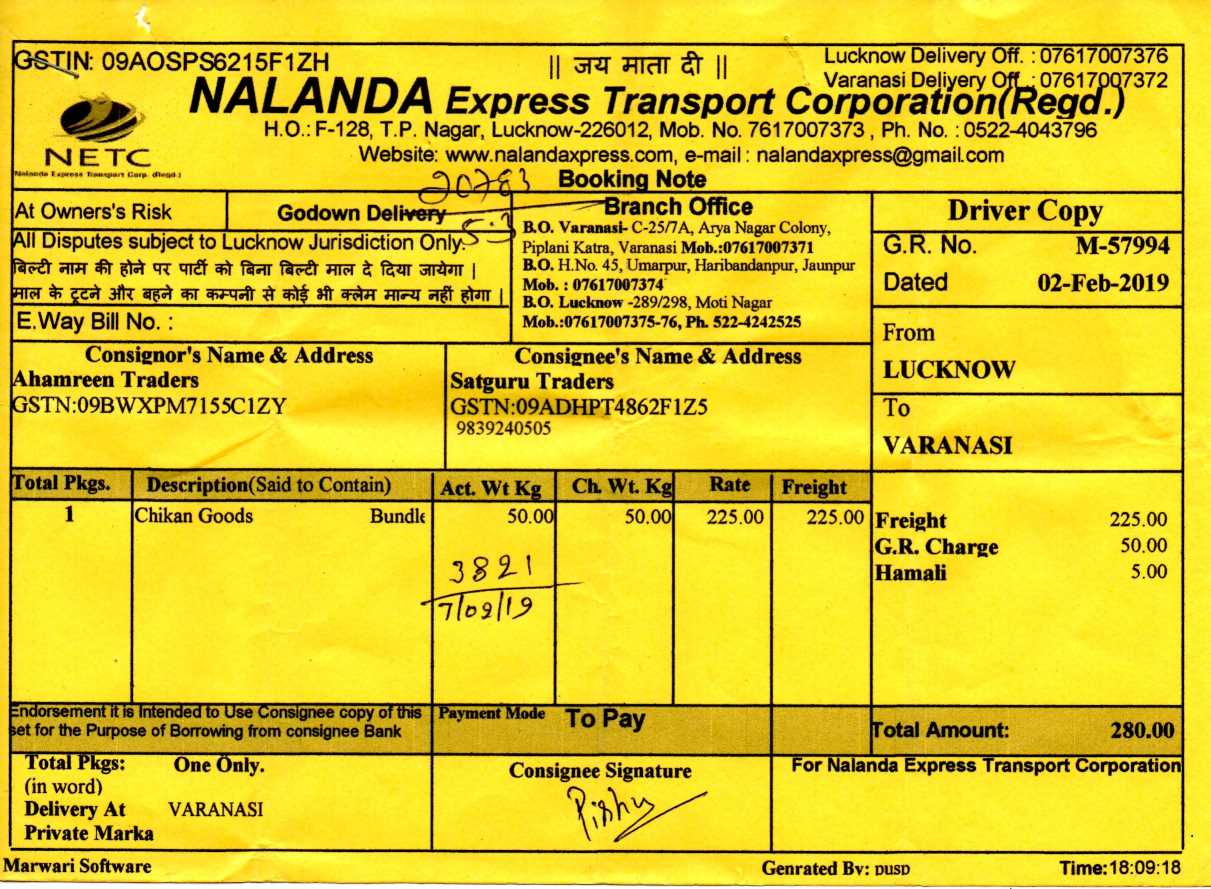 GSTIN: 09AOSPS6215F1ZH
|| जय माता दी ||
Lucknow Delivery Off. : 07617007376
Varanasi Deliyery Off. : 07617007372
NALANDA Express Transport Corporation(Regd.)
H.O.: F-128, T.P. Nagar, Lucknow-226012, Mob. No. 7617007373 , Ph. No. : 0522-4043796
NETC
Website: www.nalandaxpress.com, e-mail : nalandaxpress@gmail.com
Nalanda Express Transport Corp. (Regd.)
20783
Booking Note
At Owners's Risk
Godown Delivery
5:3
All Disputes subject to Lucknow Jurisdiction Only.
बिल्टी नाम की होने पर पार्टी को बिना बिल्टी माल दे दिया जायेगा |
माल के टूटने और बहने का कम्पनी से कोई भी क्लेम मान्य नहीं होगा |
E.Way Bill No. :
Branch Office
B.O. Varanasi- C-25/7A, Arya Nagar Colony,
Piplani Katra, Varanasi Mob.:07617007371
B.O. H.No. 45, Umarpur, Haribandanpur, Jaunpur
Mob. : 07617007374
B.O. Lucknow -289/298, Moti Nagar
Mob.:07617007375-76, Ph. 522-4242525
Driver Copy
G.R. No. M-57994
Dated 02-Feb-2019
From
LUCKNOW
To
VARANASI
Consignor's Name & Address
Ahamreen Traders
GSTN:09BWXPM7155C1ZY
Consignee's Name & Address
Satguru Traders
GSTN:09ADHPT4862F1Z5
9839240505
Total Pkgs. Description(Said to Contain) Act. Wt Kg Ch. Wt. Kg Rate Freight
1 Chikan Goods Bundle 50.00 50.00 225.00 225.00
3821
7/02/19
Freight 225.00
G.R. Charge 50.00
Hamali 5.00
Endorsement it is Intended to Use Consignee copy of this
set for the Purpose of Borrowing from consignee Bank
Payment Mode To Pay
Total Amount: 280.00
Total Pkgs: One Only.
(in word)
Delivery At VARANASI
Private Marka
Consignee Signature
For Nalanda Express Transport Corporation
Marwari Software
Genrated By: pusp
Time:18:09:18